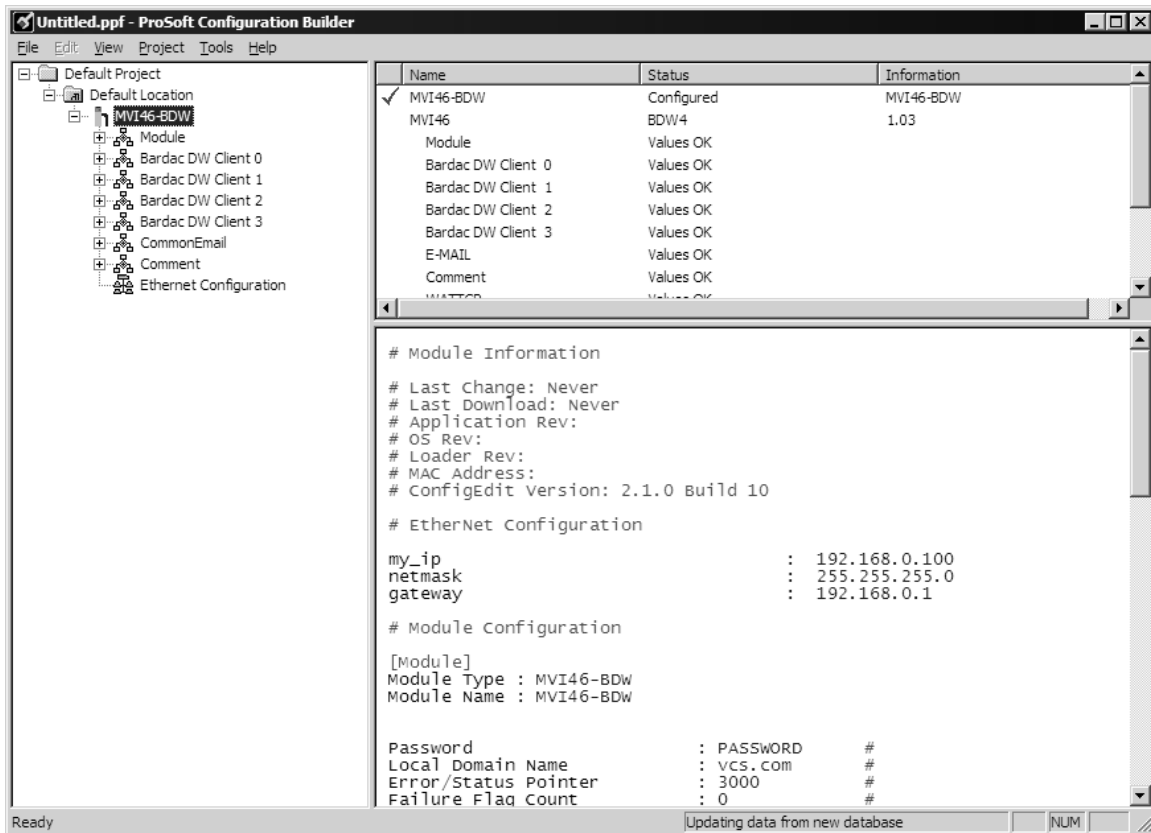 Untitled.ppf - ProSoft Configuration Builder
File Edit View Project Tools Help
Default Project
Default Location
MVI46-BDW
Module
Bardac DW Client 0
Bardac DW Client 1
Bardac DW Client 2
Bardac DW Client 3
CommonEmail
Comment
Ethernet Configuration
Name Status Information
MVI46-BDW Configured MVI46-BDW
MVI46 BDW4 1.03
Module Values OK
Bardac DW Client 0 Values OK
Bardac DW Client 1 Values OK
Bardac DW Client 2 Values OK
Bardac DW Client 3 Values OK
E-MAIL Values OK
Comment Values OK
WATTCP Values OK
# Module Information
# Last Change: Never
# Last Download: Never
# Application Rev:
# OS Rev:
# Loader Rev:
# MAC Address:
# ConfigEdit Version: 2.1.0 Build 10
# EtherNet Configuration
my_ip : 192.168.0.100
netmask : 255.255.255.0
gateway : 192.168.0.1
# Module Configuration
[Module]
Module Type : MVI46-BDW
Module Name : MVI46-BDW
Password : PASSWORD #
Local Domain Name : vcs.com #
Error/Status Pointer : 3000 #
Failure Flag Count : 0 #
Ready Updating data from new database NUM